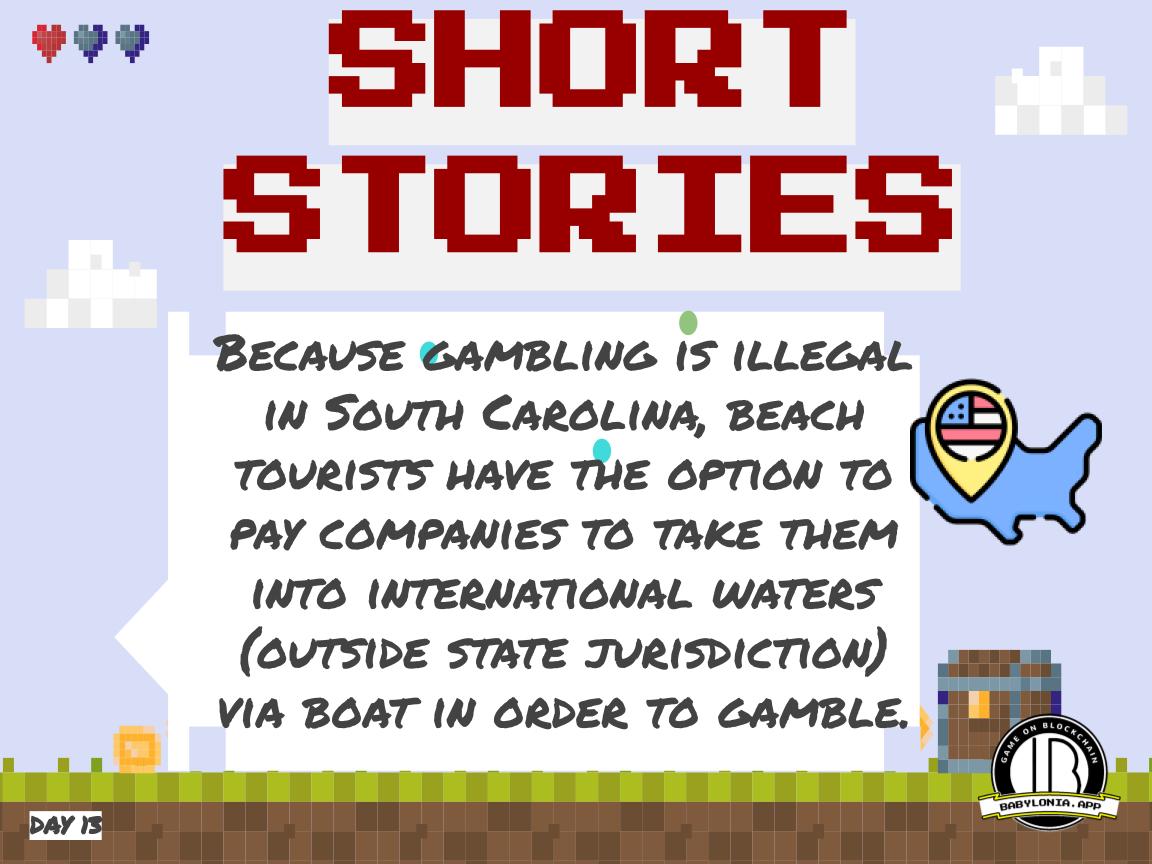 SHORT
STORIES
BECAUSE GAMBLING IS ILLEGAL
IN SOUTH CAROLINA, BEACH
TOURISTS HAVE THE OPTION TO
PAY COMPANIES TO TAKE THEM
INTO INTERNATIONAL WATERS
(OUTSIDE STATE JURISDICTION)
VIA BOAT IN ORDER TO GAMBLE.
GAME ON BLOCKCHAIN
BABYLONIA.APP
DAY 13